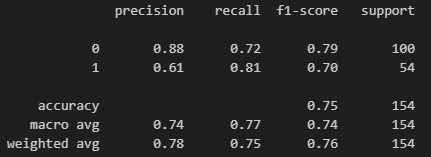 precision recall f1-score support
0 0.88 0.72 0.79 100
1 0.61 0.81 0.70 54
accuracy 0.75 154
macro avg 0.74 0.77 0.74 154
weighted avg 0.78 0.75 0.76 154